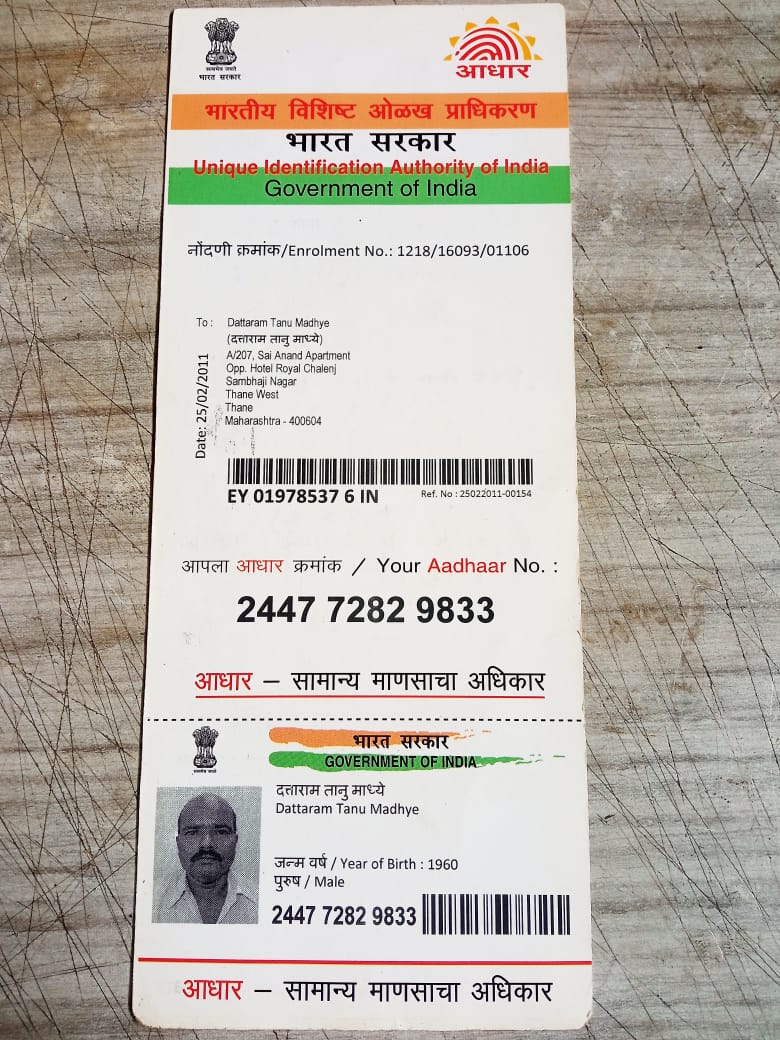 भारत सरकार
आधार
भारतीय विशिष्ट ओळख प्राधिकरण
भारत सरकार
Unique Identification Authority of India
Government of India
नोंदणी क्रमांक/Enrolment No.: 1218/16093/01106
To : Dattaram Tanu Madhye
(दत्ताराम तानु माध्ये)
A/207, Sai Anand Apartment
Opp. Hotel Royal Chalenj
Sambhaji Nagar
Thane West
Thane
Maharashtra - 400604
Date: 25/02/2011
EY 01978537 6 IN
Ref. No : 25022011-00154
आपला आधार क्रमांक / Your Aadhaar No. :
2447 7282 9833
आधार – सामान्य माणसाचा अधिकार
भारत सरकार
GOVERNMENT OF INDIA
दत्ताराम तानु माध्ये
Dattaram Tanu Madhye
जन्म वर्ष / Year of Birth : 1960
पुरुष / Male
2447 7282 9833
आधार – सामान्य माणसाचा अधिकार